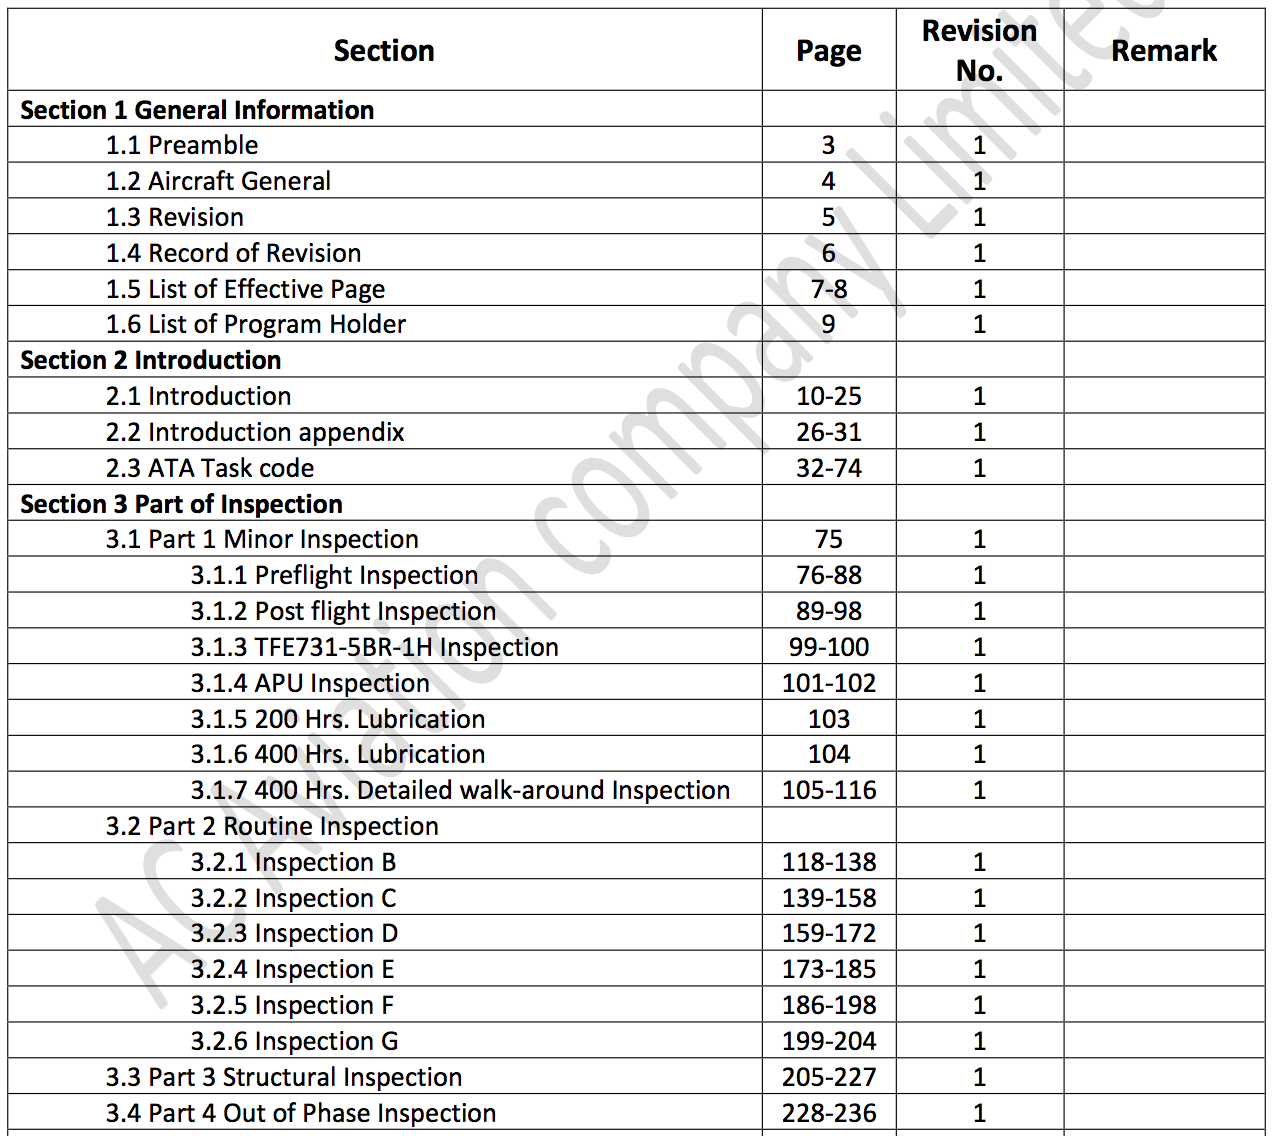 Section Page Revision No. Remark
Section 1 General Information
1.1 Preamble 3 1
1.2 Aircraft General 4 1
1.3 Revision 5 1
1.4 Record of Revision 6 1
1.5 List of Effective Page 7-8 1
1.6 List of Program Holder 9 1
Section 2 Introduction
2.1 Introduction 10-25 1
2.2 Introduction appendix 26-31 1
2.3 ATA Task code 32-74 1
Section 3 Part of Inspection
3.1 Part 1 Minor Inspection 75 1
3.1.1 Preflight Inspection 76-88 1
3.1.2 Post flight Inspection 89-98 1
3.1.3 TFE731-5BR-1H Inspection 99-100 1
3.1.4 APU Inspection 101-102 1
3.1.5 200 Hrs. Lubrication 103 1
3.1.6 400 Hrs. Lubrication 104 1
3.1.7 400 Hrs. Detailed walk-around Inspection 105-116 1
3.2 Part 2 Routine Inspection
3.2.1 Inspection B 118-138 1
3.2.2 Inspection C 139-158 1
3.2.3 Inspection D 159-172 1
3.2.4 Inspection E 173-185 1
3.2.5 Inspection F 186-198 1
3.2.6 Inspection G 199-204 1
3.3 Part 3 Structural Inspection 205-227 1
3.4 Part 4 Out of Phase Inspection 228-236 1
AC Aviation company Limited